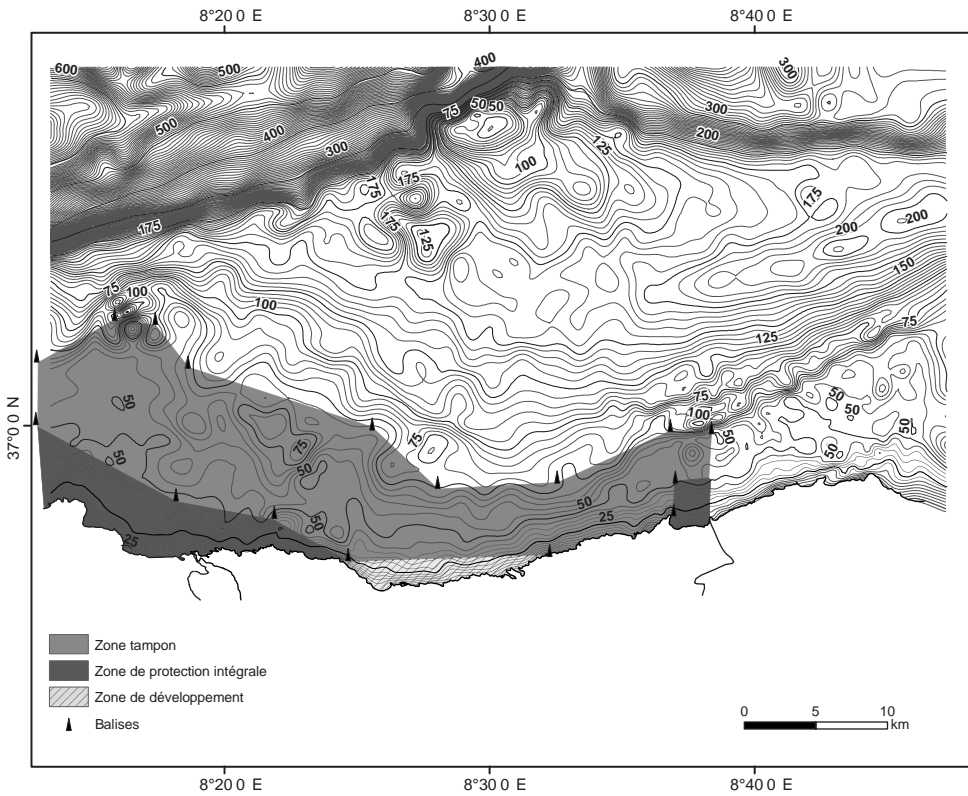 8°20 0 E 8°30 0 E 8°40 0 E
600 500 400 300
500 400 300 75 50 50 300 200
125 100
175 175 175 125 175
175 200 200
150
75 100 100 125 75
75 100
50 75 50 50 50
37°0 0 N
50 50 50 50
50 50
25 25
Zone tampon
Zone de protection intégrale
Zone de développement
Balises
0 5 10
km
8°20 0 E 8°30 0 E 8°40 0 E